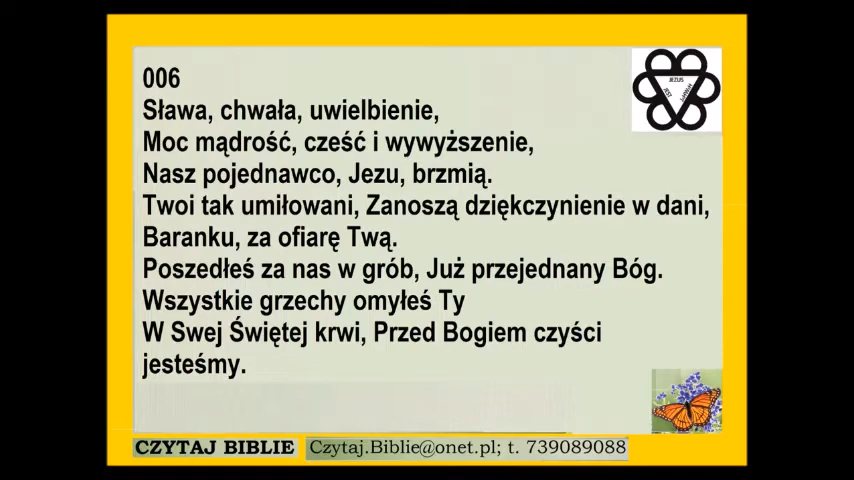 006
Sława, chwała, uwielbienie,
Moc mądrość, cześć i wywyższenie,
Nasz pojednawco, Jezu, brzmią.
Twoi tak umiłowani, Zanoszą dziękczynienie w dani,
Baranku, za ofiarę Twą.
Poszedłeś za nas w grób, Już przejednany Bóg.
Wszystkie grzechy omyłeś Ty
W Swej Świętej krwi, Przed Bogiem czyści
jesteśmy.
JEZUS
JEST
CZYTAJ BIBLIE
Czytaj.Biblie@onet.pl; t. 739089088